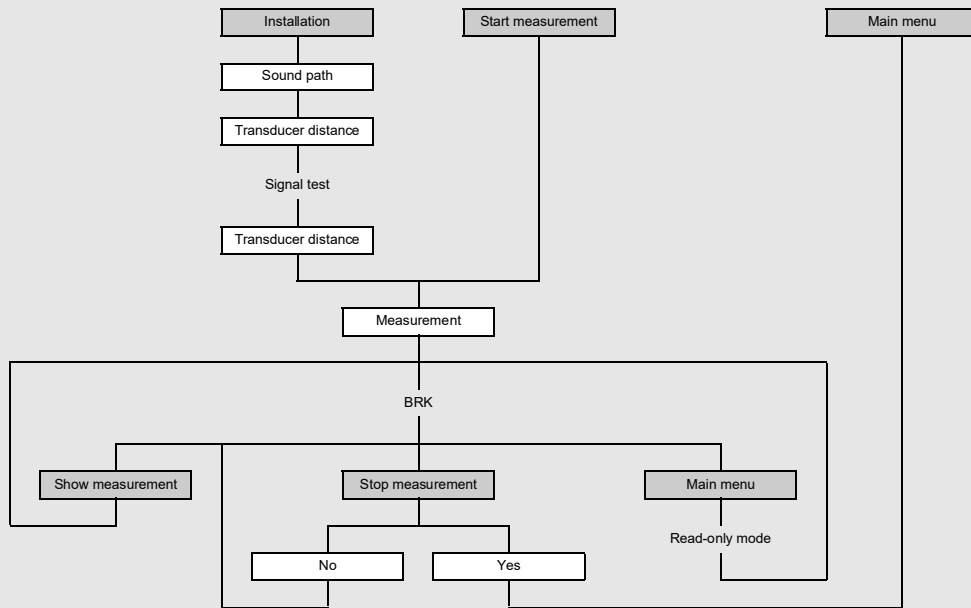 Installation
Start measurement
Main menu
Sound path
Transducer distance
Signal test
Transducer distance
Measurement
BRK
Show measurement
Stop measurement
Main menu
Read-only mode
No
Yes